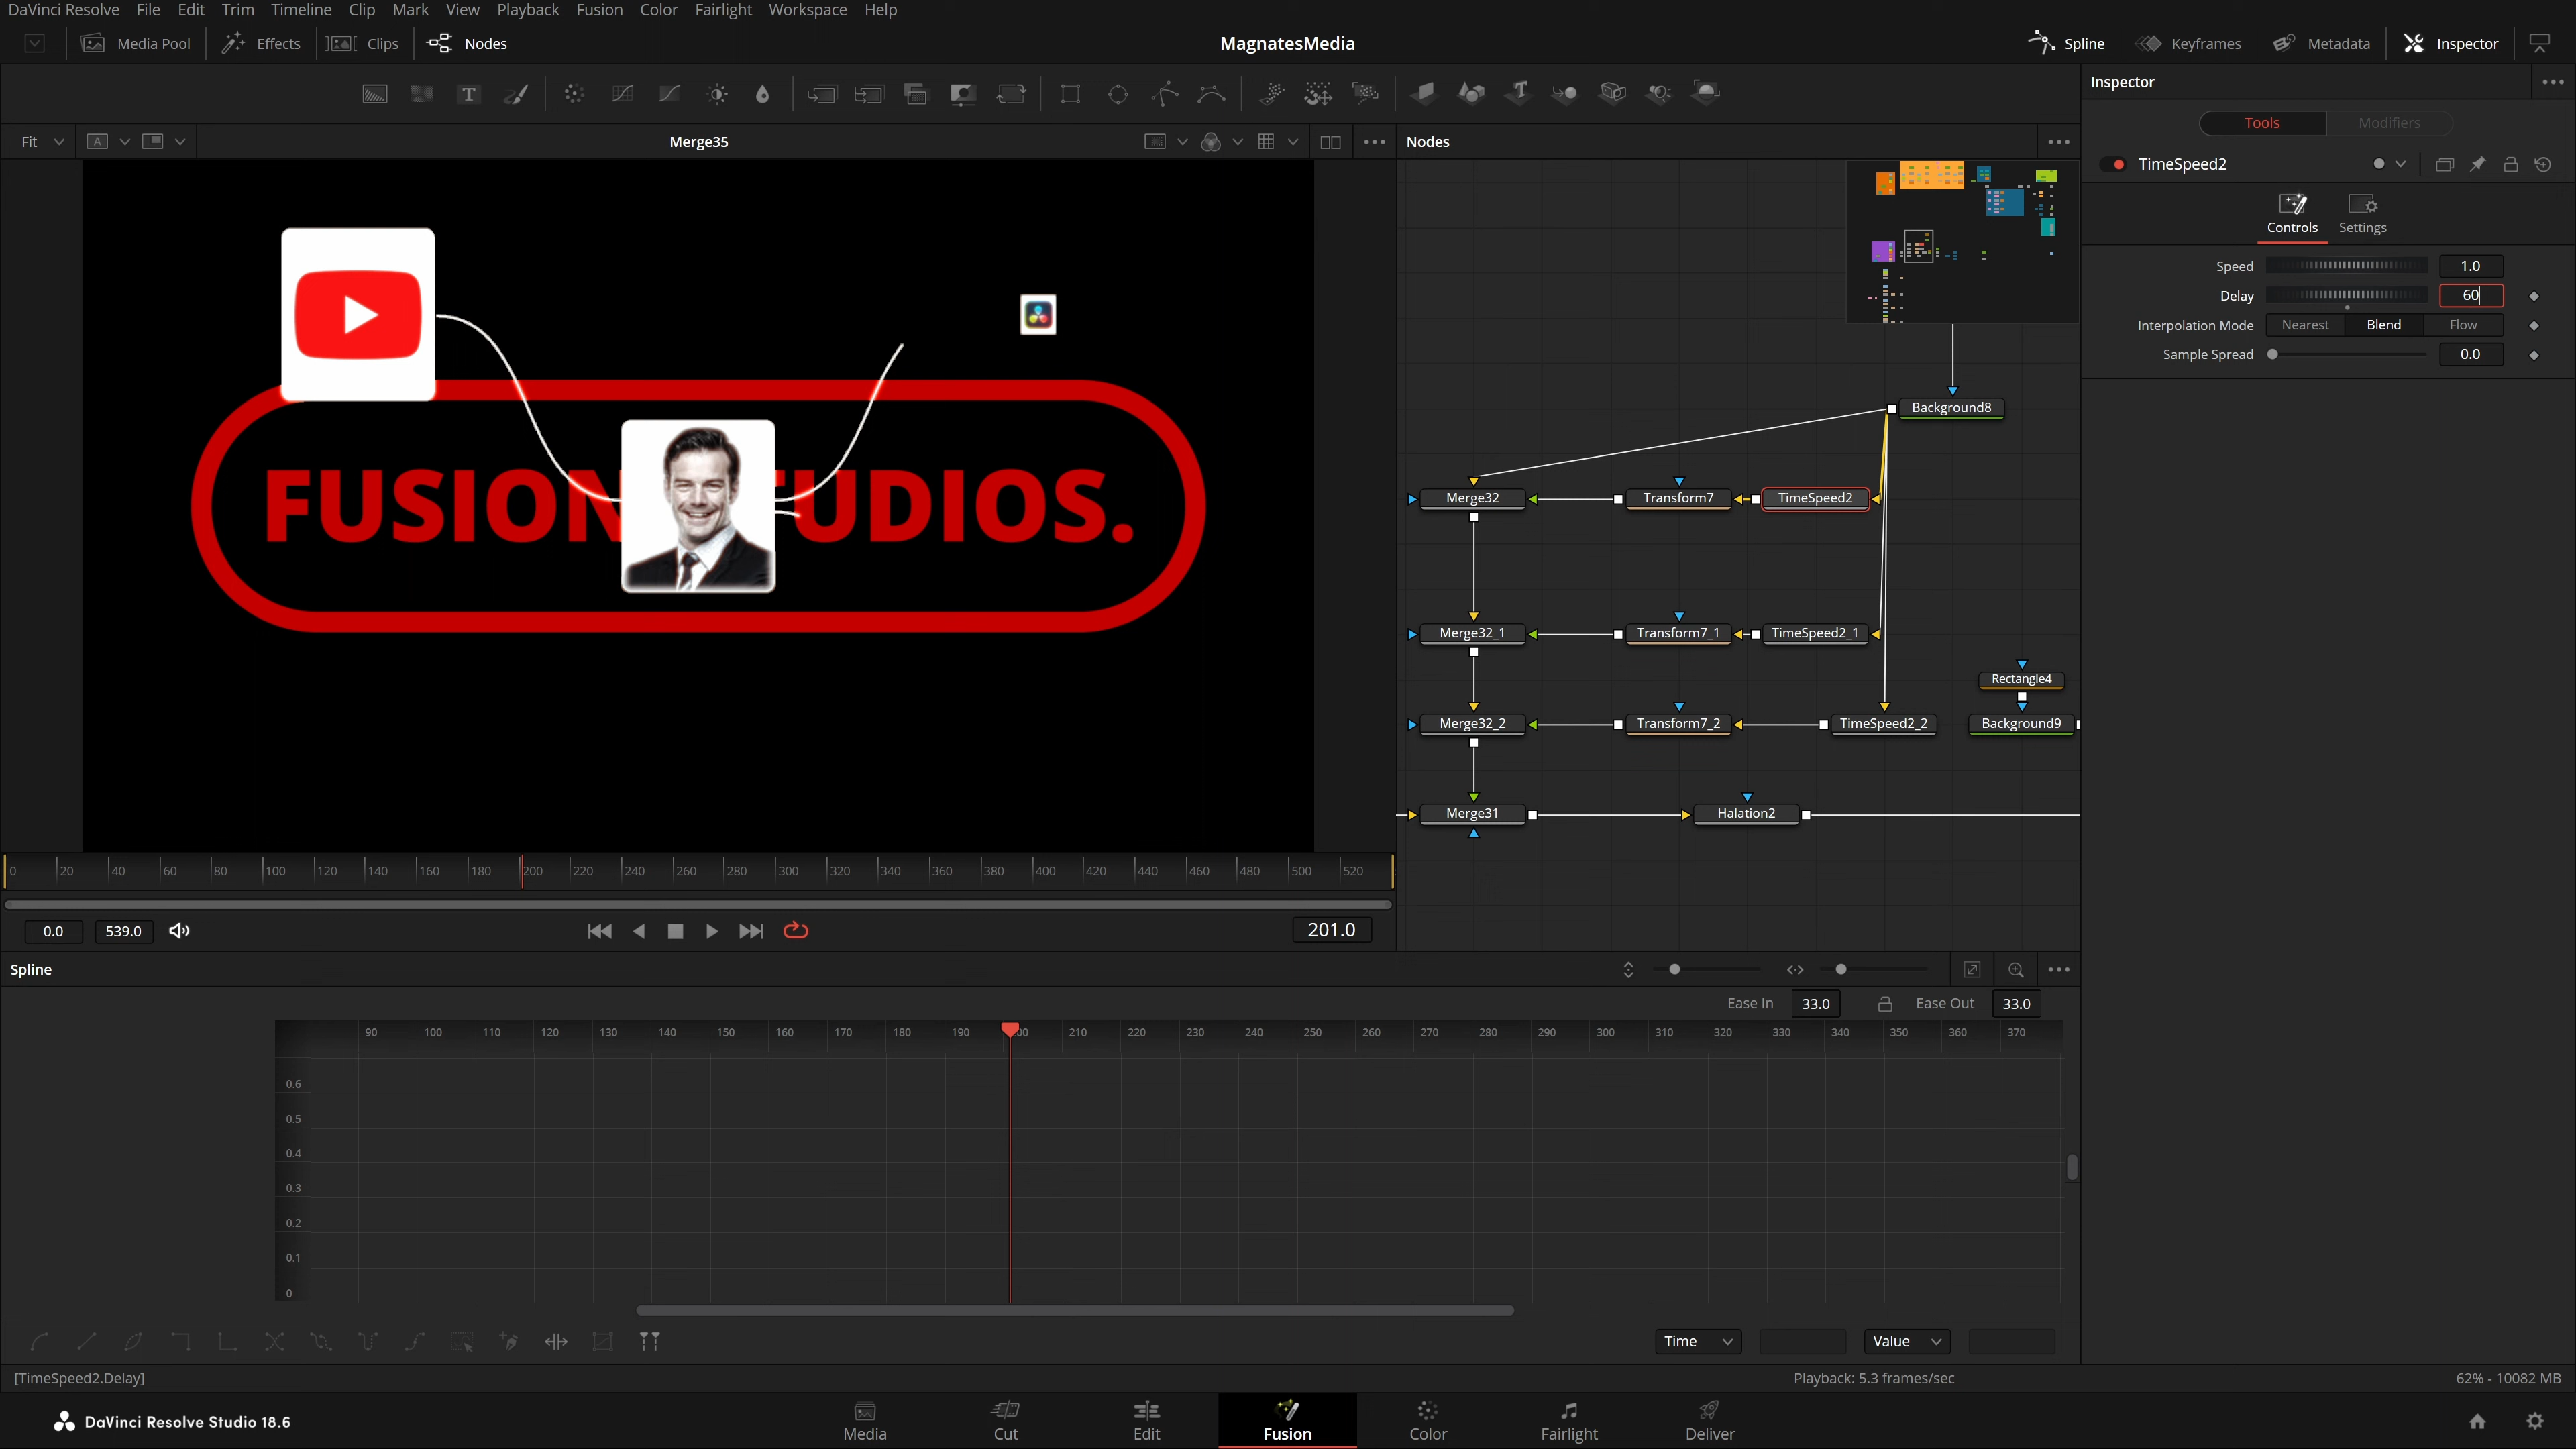 DaVinci Resolve File Edit Trim Timeline Clip Mark View Playback Fusion Color Fairlight Workspace Help
Media Pool Effects Clips Nodes MagnatesMedia Spline Keyframes Metadata Inspector
T T Inspector
Fit A Merge35 Nodes
Tools Modifiers
TimeSpeed2
Controls Settings
Speed 1.0
Delay 60
Interpolation Mode Nearest Blend Flow
Sample Spread 0.0
Background8
FUSION TUDIOS.
Merge32 Transform7 TimeSpeed2
Merge32_1 Transform7_1 TimeSpeed2_1
Rectangle4
Merge32_2 Transform7_2 TimeSpeed2_2 Background9
Merge31 Halation2
0 20 40 60 80 100 120 140 160 180 200 220 240 260 280 300 320 340 360 380 400 420 440 460 480 500 520
0.0 539.0 201.0
Spline
Ease In 33.0 Ease Out 33.0
90 100 110 120 130 140 150 160 170 180 190 00 210 220 230 240 250 260 270 280 290 300 310 320 330 340 350 360 370
0.6
0.5
0.4
0.3
0.2
0.1
0
Time Value
[TimeSpeed2.Delay] Playback: 5.3 frames/sec 62% - 10082 MB
DaVinci Resolve Studio 18.6 Media Cut Edit Fusion Color Fairlight Deliver